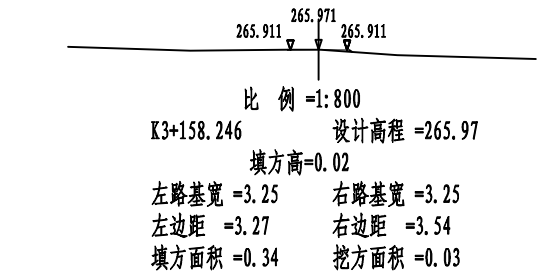 265.971
265.911 265.911
比 例 =1:800
K3+158.246 设计高程 =265.97
填方高=0.02
左路基宽 =3.25 右路基宽 =3.25
左边距 =3.27 右边距 =3.54
填方面积 =0.34 挖方面积 =0.03